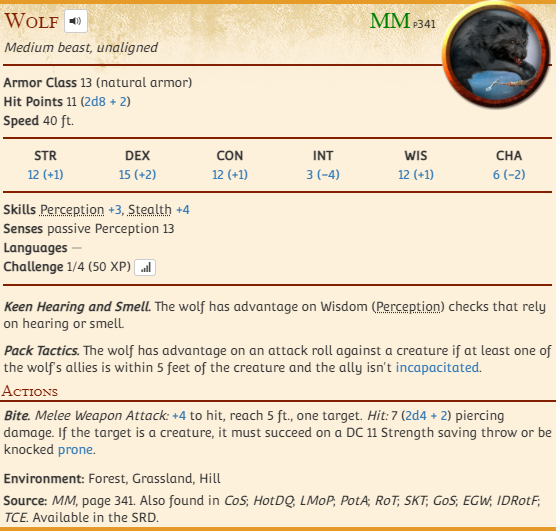 WOLF MM P341
Medium beast, unaligned
Armor Class 13 (natural armor)
Hit Points 11 (2d8 + 2)
Speed 40 ft.
STR DEX CON INT WIS CHA
12 (+1) 15 (+2) 12 (+1) 3 (−4) 12 (+1) 6 (−2)
Skills Perception +3, Stealth +4
Senses passive Perception 13
Languages —
Challenge 1/4 (50 XP)
Keen Hearing and Smell. The wolf has advantage on Wisdom (Perception) checks that rely
on hearing or smell.
Pack Tactics. The wolf has advantage on an attack roll against a creature if at least one of
the wolf's allies is within 5 feet of the creature and the ally isn't incapacitated.
ACTIONS
Bite. Melee Weapon Attack: +4 to hit, reach 5 ft., one target. Hit: 7 (2d4 + 2) piercing
damage. If the target is a creature, it must succeed on a DC 11 Strength saving throw or be
knocked prone.
Environment: Forest, Grassland, Hill
Source: MM, page 341. Also found in CoS; HotDQ; LMoP; PotA; RoT; SKT; GoS; EGW; IDRotF;
TCE. Available in the SRD.